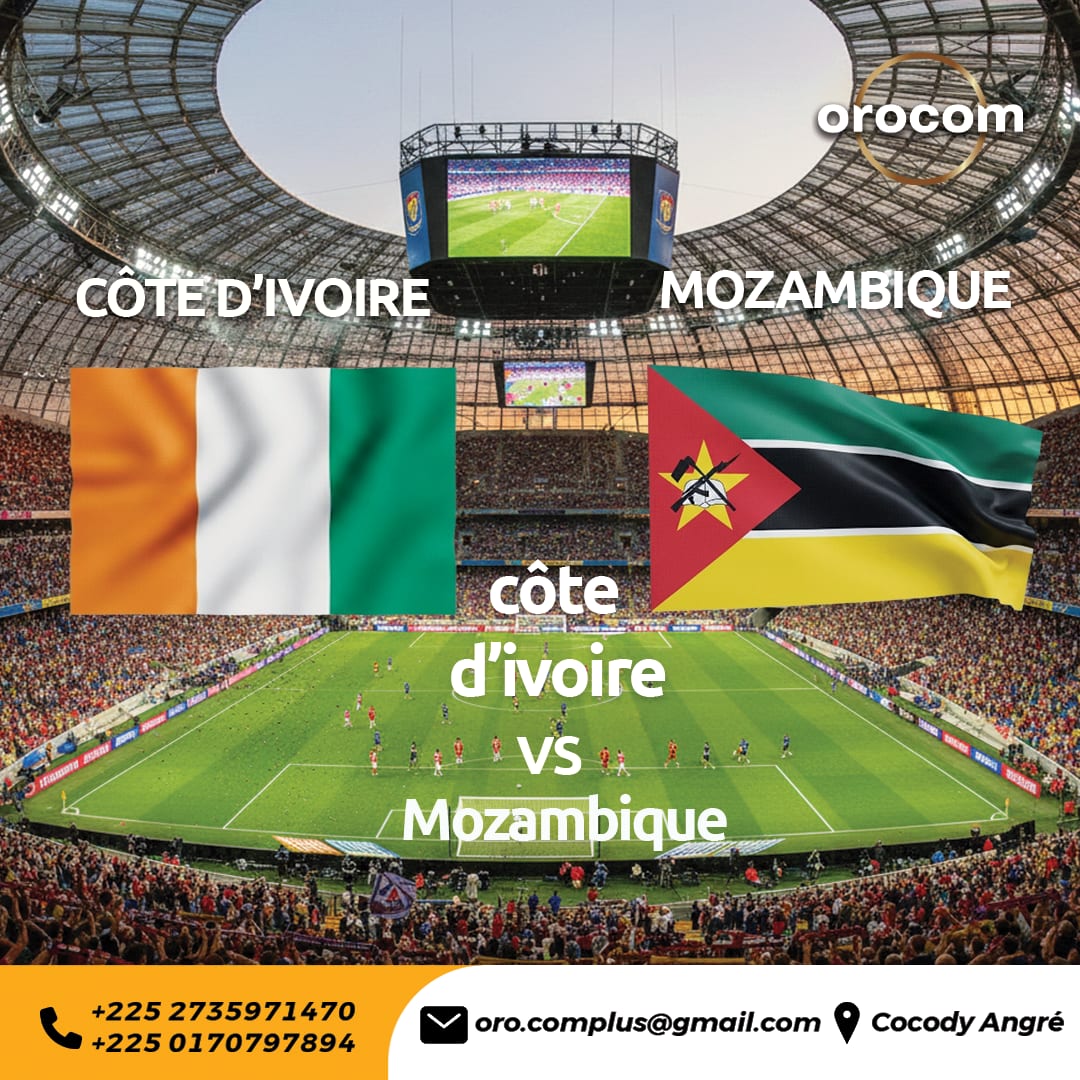 orocom
CÔTE D'IVOIRE
MOZAMBIQUE
côte
d'ivoire
VS
Mozambique
+225 2735971470
+225 0170797894
oro.complus@gmail.com
Cocody Angré